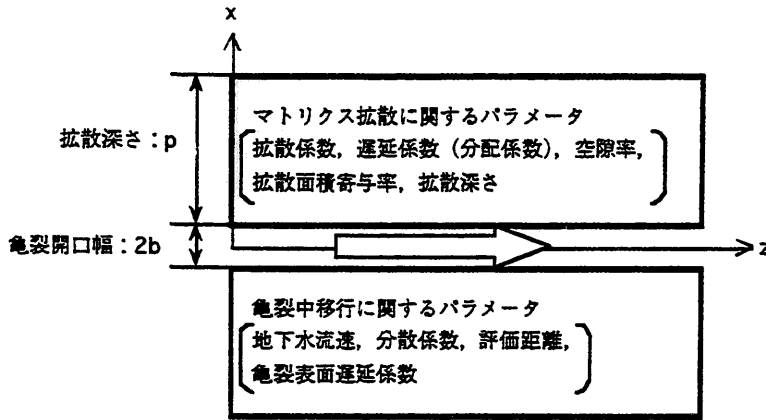 x
マトリクス拡散に関するパラメータ
拡散係数，遅延係数（分配係数），空隙率，
拡散面積寄与率，拡散深さ
拡散深さ：p
亀裂開口幅：2b
z
亀裂中移行に関するパラメータ
地下水流速，分散係数，評価距離，
亀裂表面遅延係数